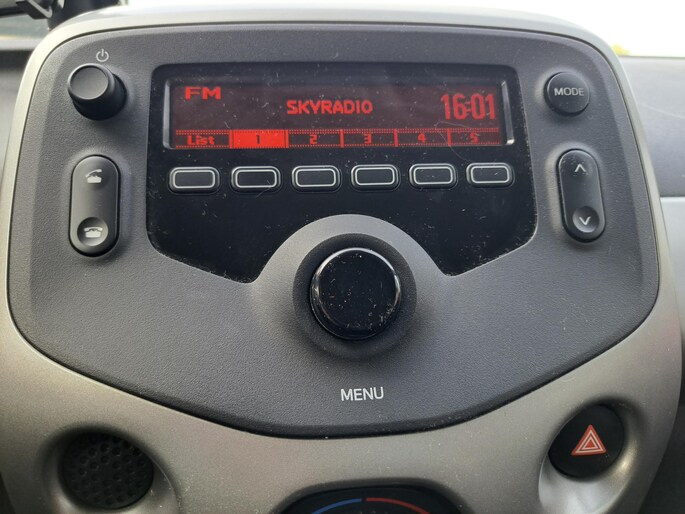 FM
SKYRADIO
16:01
List 1 2 3 4 5
MODE
MENU